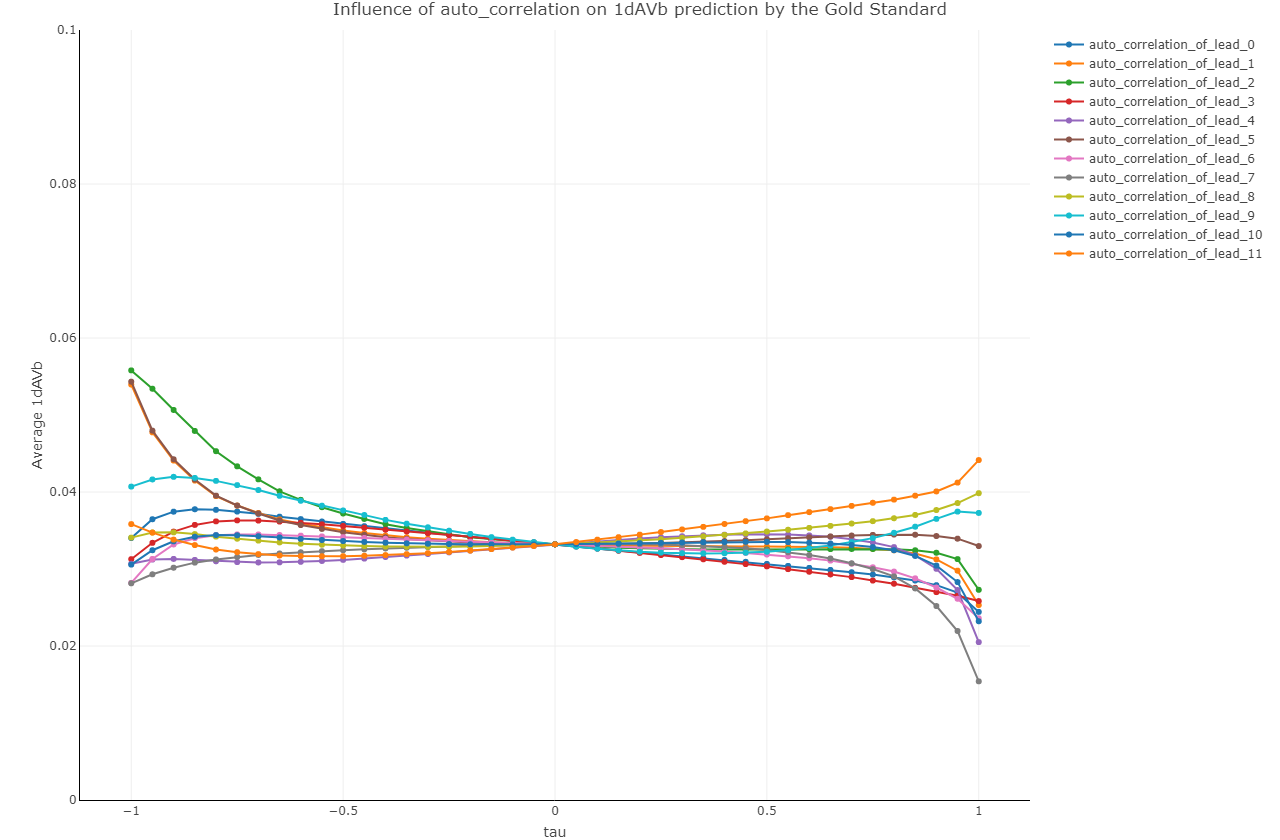 Influence of auto_correlation on 1dAVb prediction by the Gold Standard
0.1
0.08
0.06
0.04
0.02
0
Average 1dAVb
−1
−0.5
0
0.5
1
tau
auto_correlation_of_lead_0
auto_correlation_of_lead_1
auto_correlation_of_lead_2
auto_correlation_of_lead_3
auto_correlation_of_lead_4
auto_correlation_of_lead_5
auto_correlation_of_lead_6
auto_correlation_of_lead_7
auto_correlation_of_lead_8
auto_correlation_of_lead_9
auto_correlation_of_lead_10
auto_correlation_of_lead_11